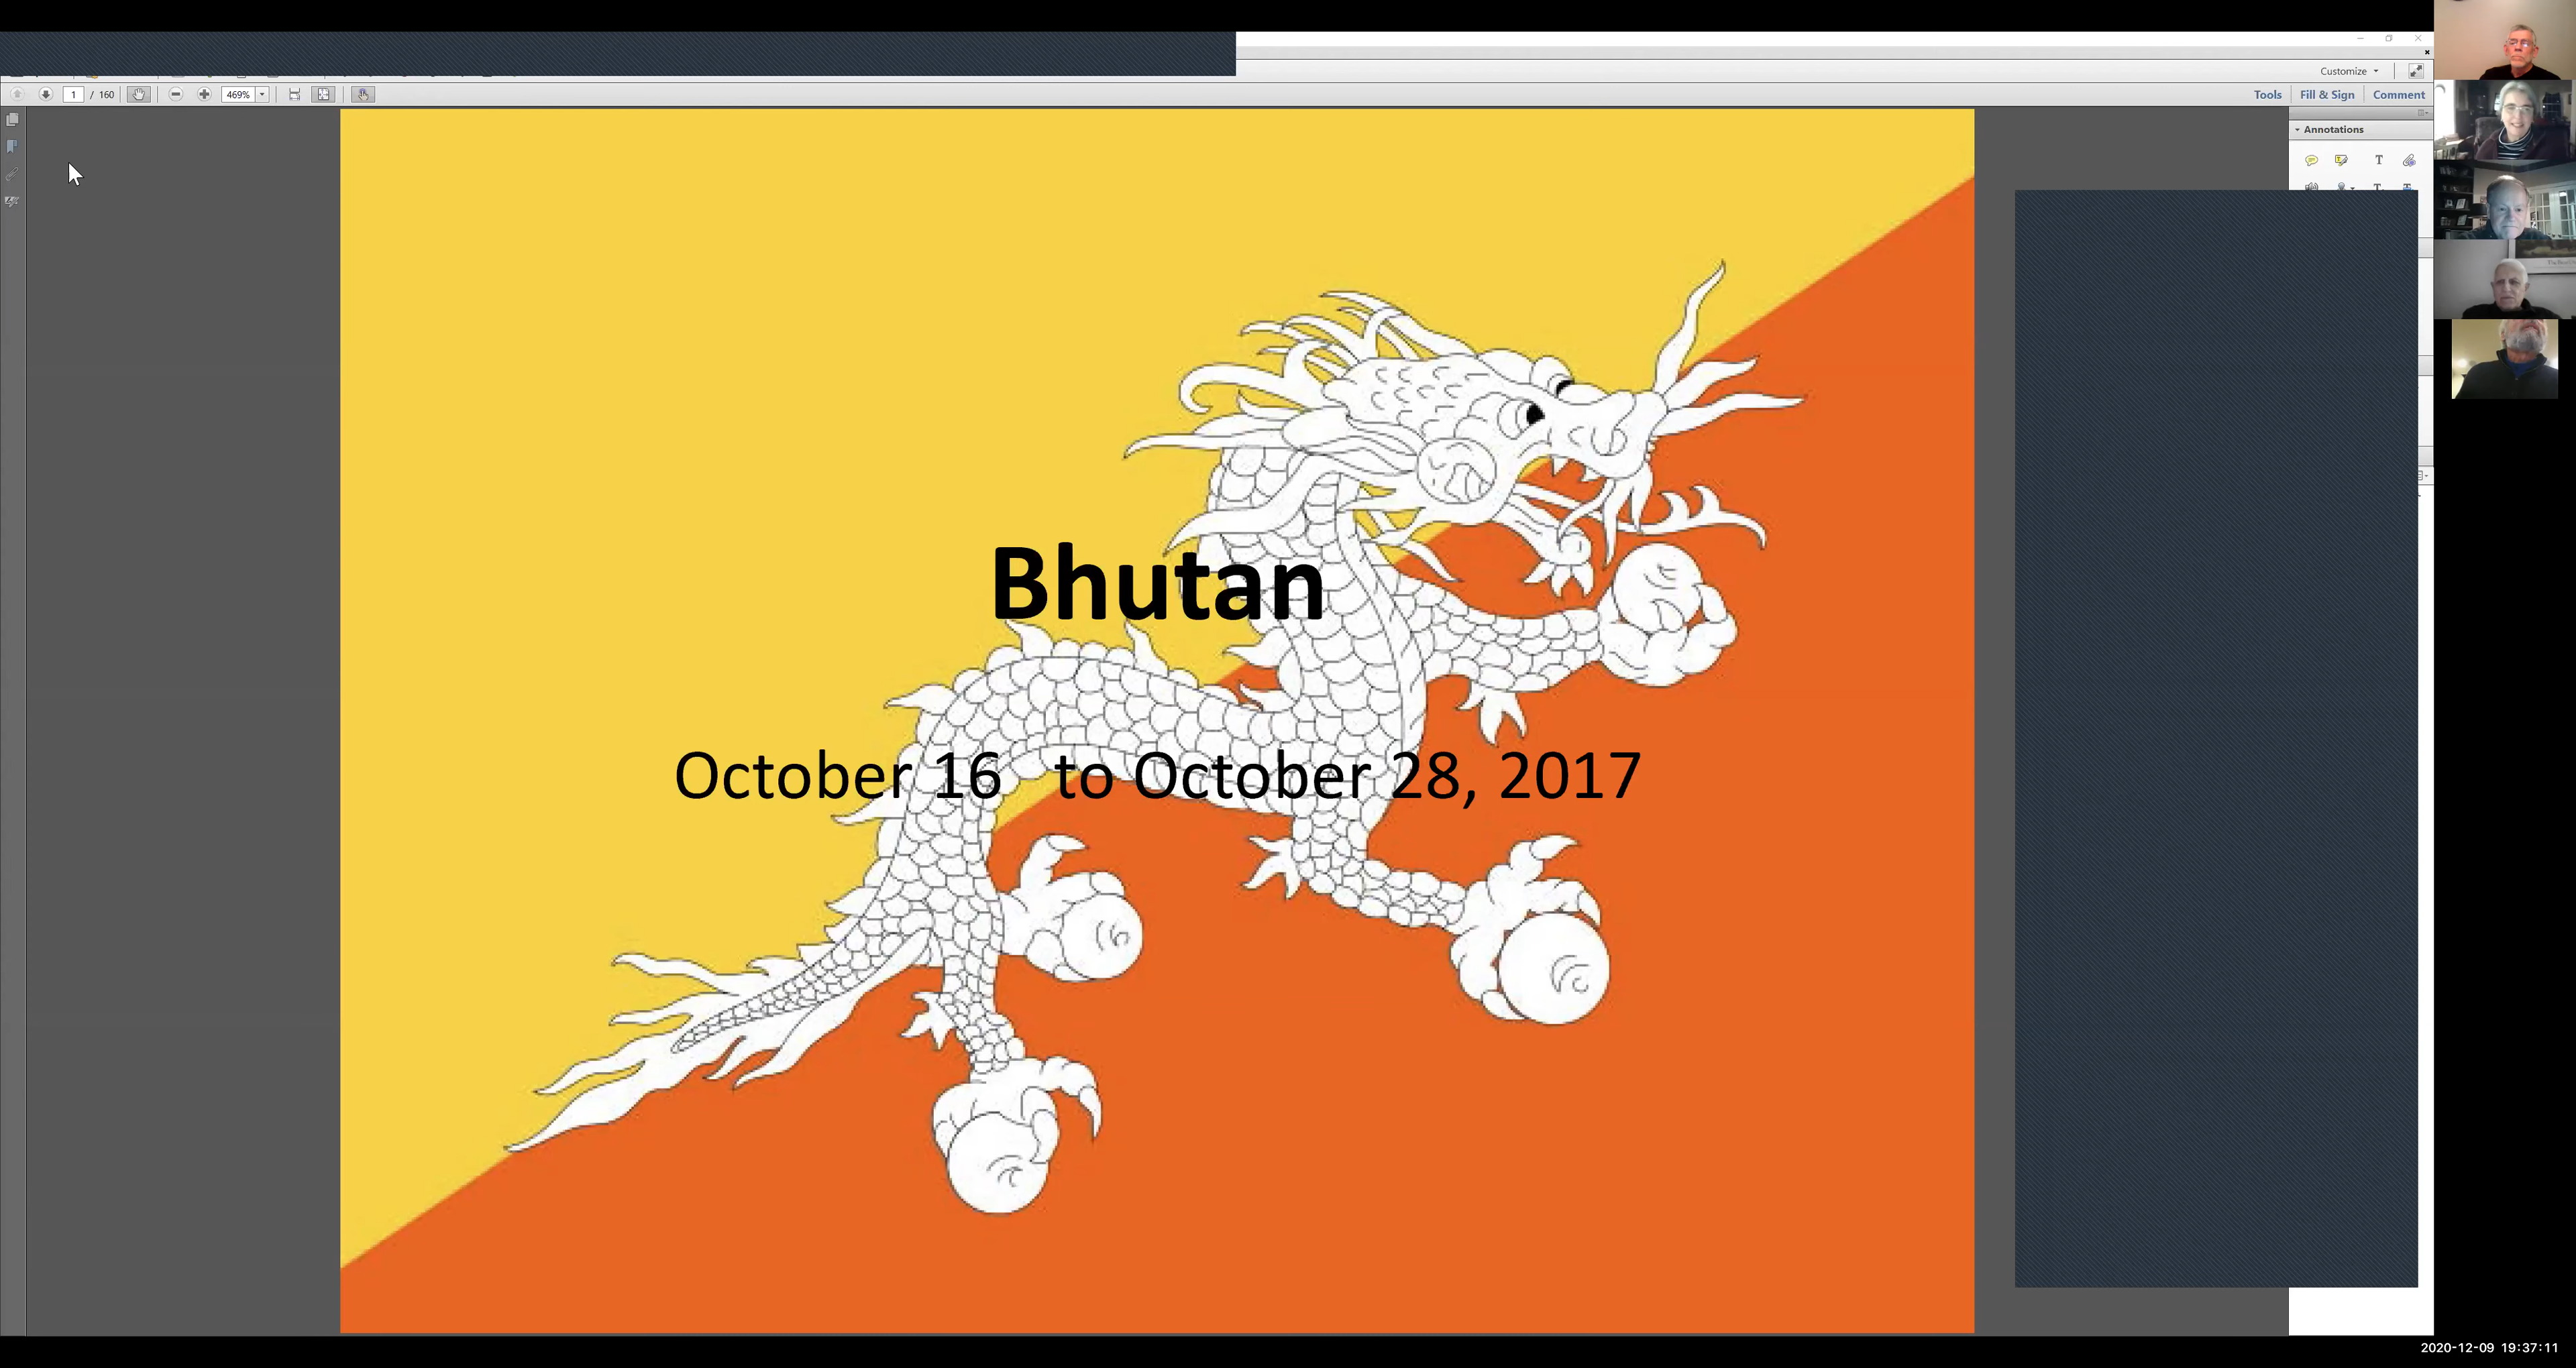 Customize
1 / 160
469%
Tools
Fill & Sign
Comment
Annotations
T
Bhutan
October 16 to October 28, 2017
2020-12-09 19:37:11